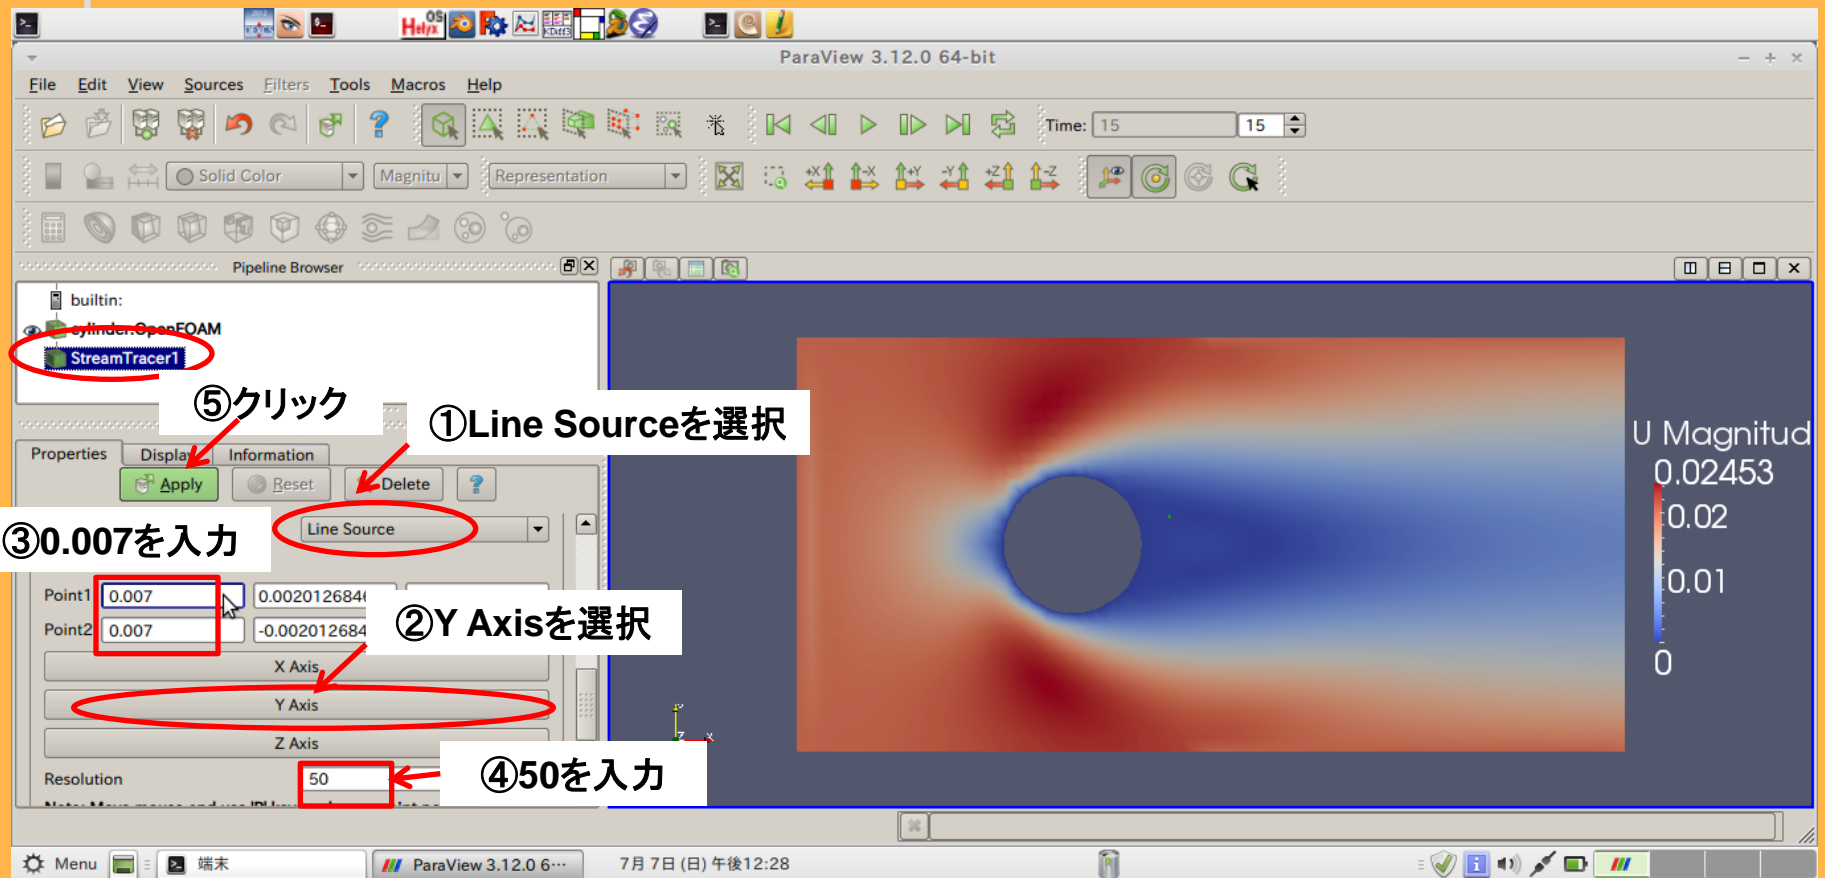 ParaView 3.12.0 64-bit
File Edit View Sources Filters Tools Macros Help
Time: 15 15
Solid Color Magnitu Representation
Pipeline Browser
builtin:
cylinder.OpenFOAM
StreamTracer1
⑤クリック
①Line Sourceを選択
Properties Display Information
Apply Reset Delete
Line Source
③0.007を入力
Point1 0.007 0.002012684
Point2 0.007 -0.002012684
②Y Axisを選択
X Axis
Y Axis
Z Axis
Resolution 50
④50を入力
U Magnitud
0.02453
0.02
0.01
0
Menu 端末 ParaView 3.12.0 6… 7月 7日 (日) 午後12:28